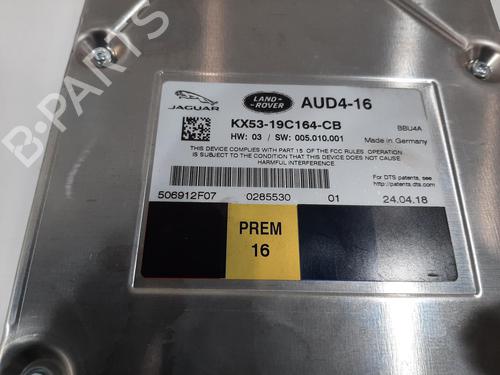 B-PARTS
JAGUAR
LAND-ROVER
AUD4-16
KX53-19C164-CB
BBU4A
HW: 03 / SW: 005.010.001
Made in Germany
THIS DEVICE COMPLIES WITH PART 15 OF THE FCC RULES. OPERATION
IS SUBJECT TO THE CONDITION THAT THIS DEVICE DOES NOT CAUSE
HARMFUL INTERFERENCE
For DTS patents, see
http://patents.dts.com
506912F07 0285530 01 24.04.18
PREM
16